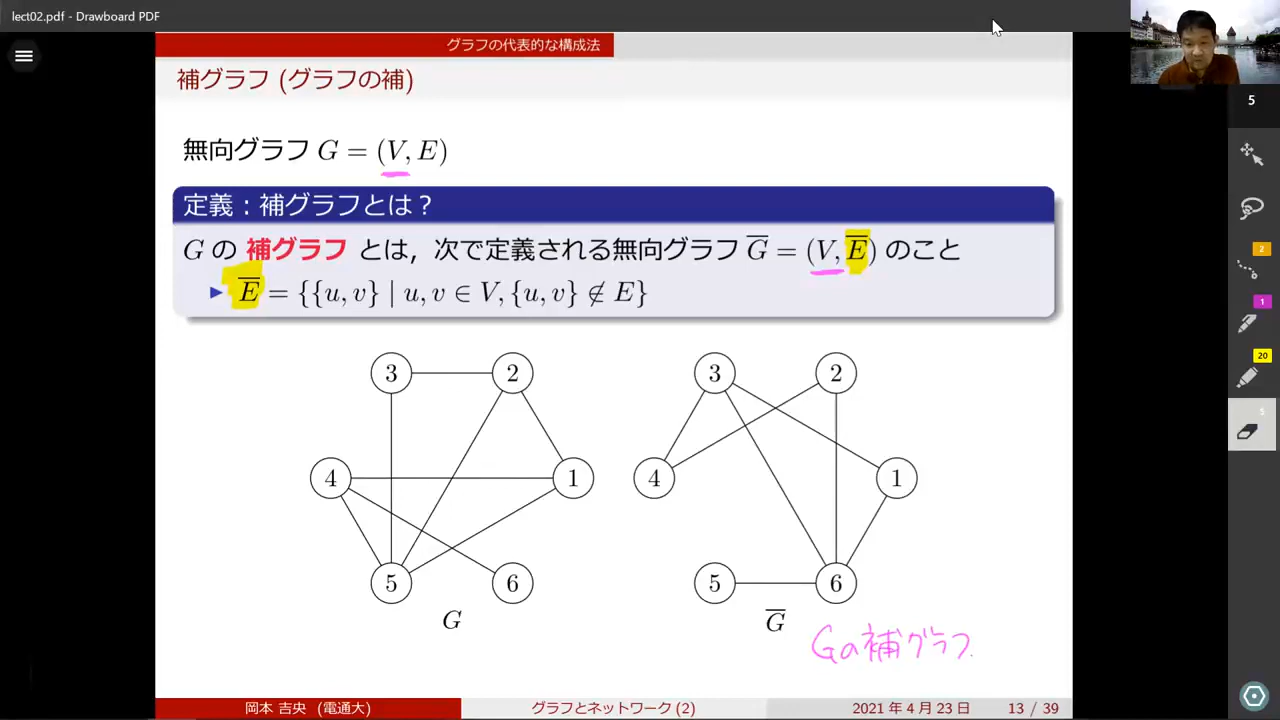 lect02.pdf - Drawboard PDF
グラフの代表的な構成法
補グラフ (グラフの補)
5
無向グラフ G = (V, E)
定義：補グラフとは？
G の 補グラフ とは，次で定義される無向グラフ G̅ = (V, E̅) のこと
▶ E̅ = {{u, v} | u, v ∈ V, {u, v} ∉ E}
2
1
20
5
3 2 3 2
4 1 4 1
5 6 5 6
G G̅
Gの補グラフ.
岡本 吉央 (電通大) グラフとネットワーク (2) 2021 年 4 月 23 日 13 / 39